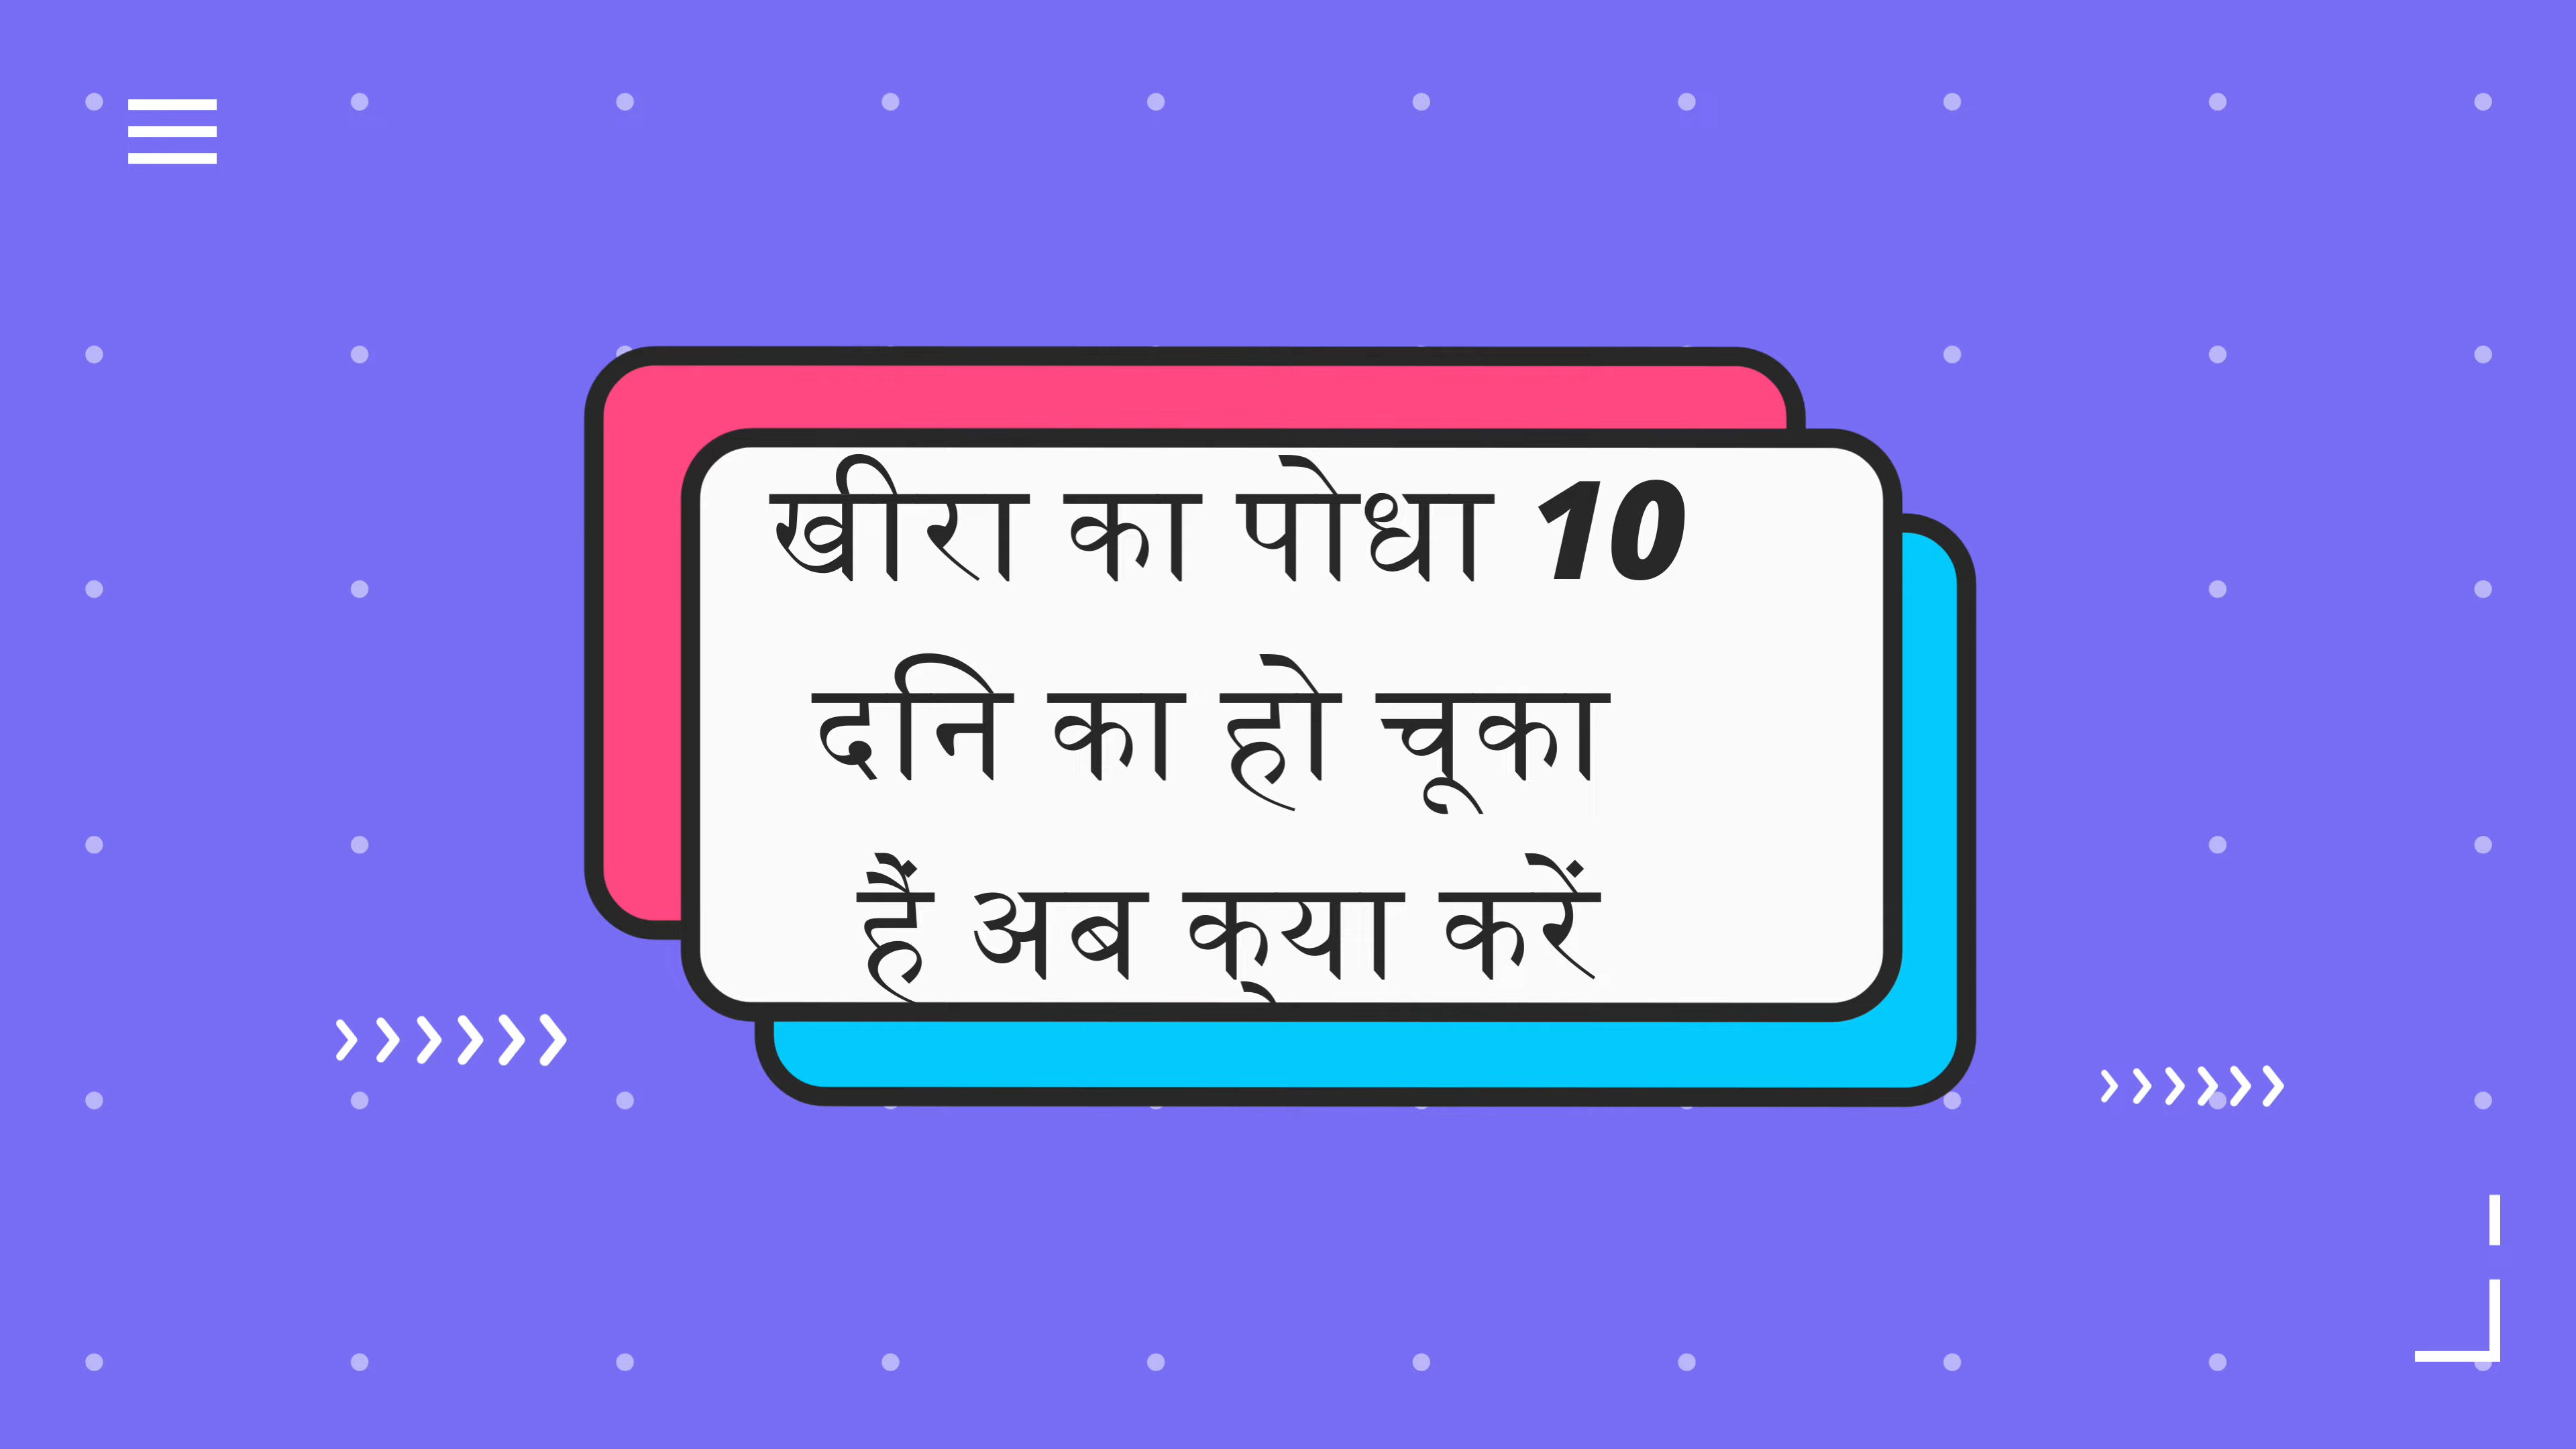 खीरा का पोधा 10
दनि का हो चूका
हैं अब क्या करें